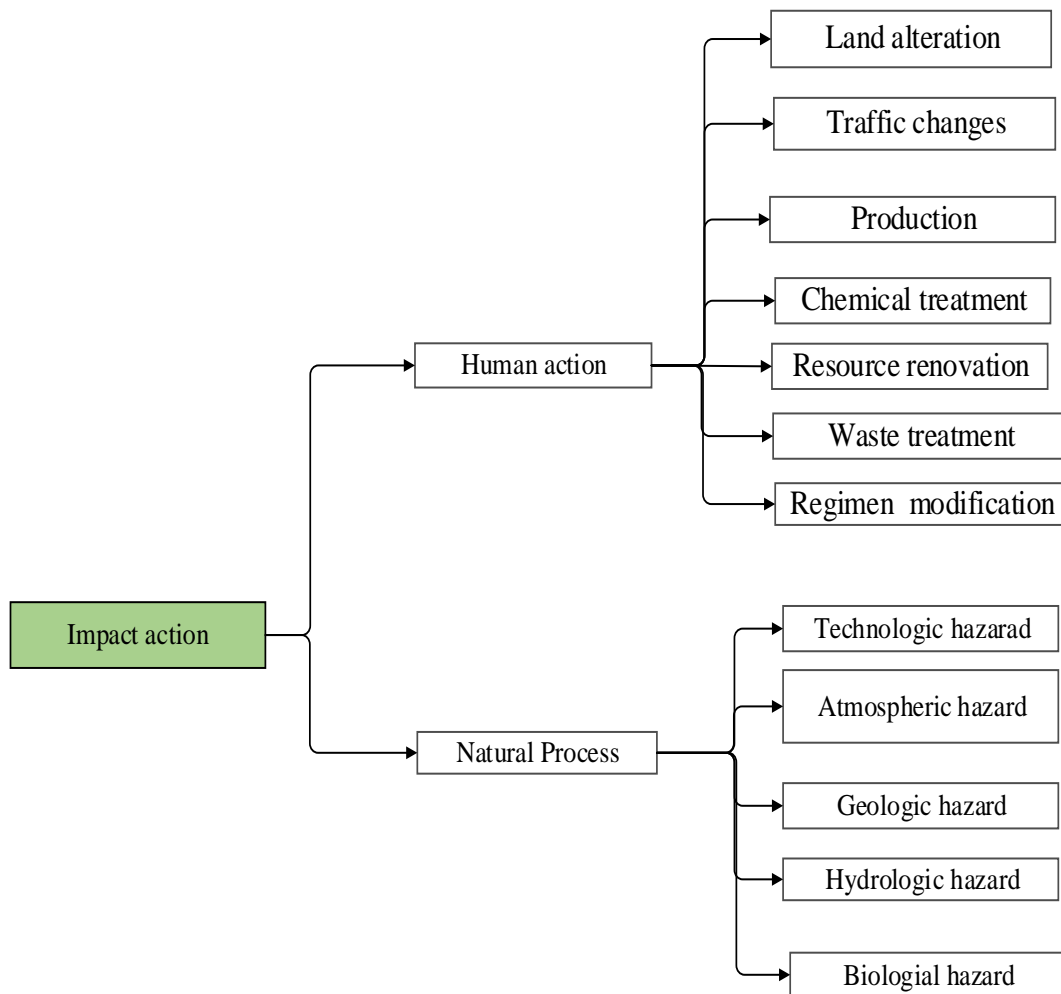 Land alteration
Traffic changes
Production
Chemical treatment
Human action
Resource renovation
Waste treatment
Regimen modification
Impact action
Technologic hazarad
Atmospheric hazard
Natural Process
Geologic hazard
Hydrologic hazard
Biologial hazard